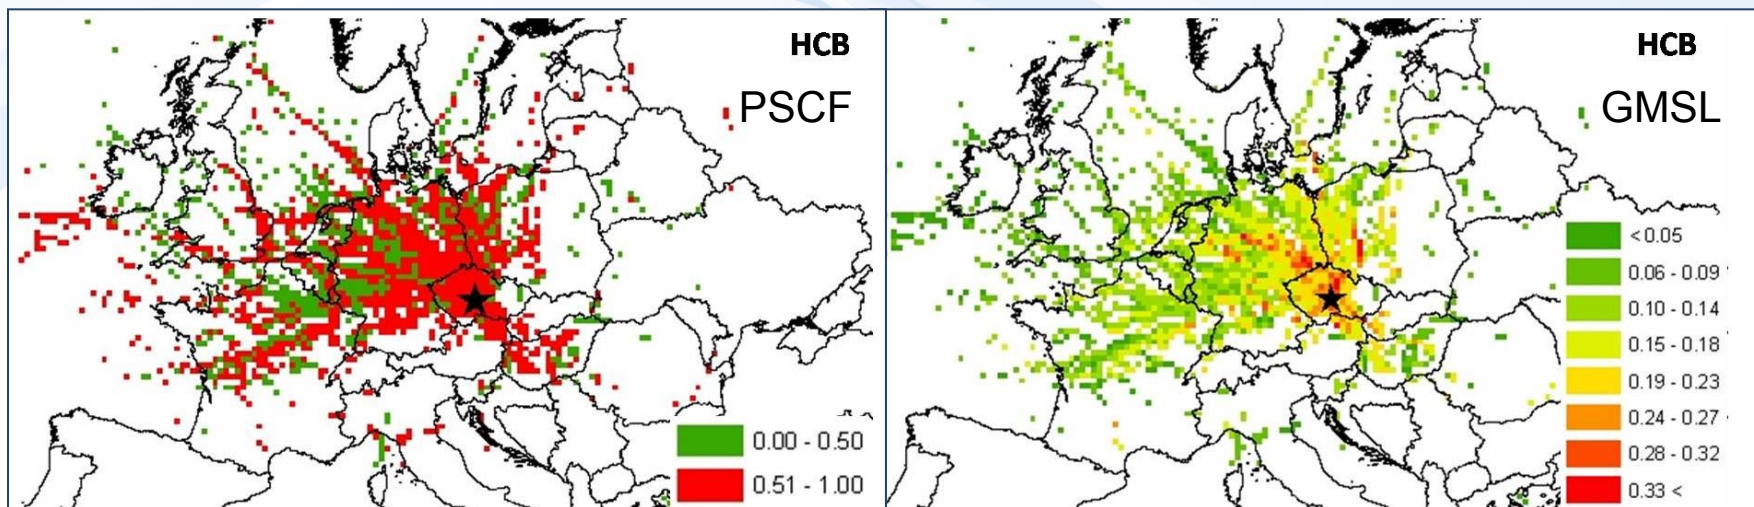 HCB
PSCF
0.00 - 0.50
0.51 - 1.00
HCB
GMSL
< 0.05
0.06 - 0.09
0.10 - 0.14
0.15 - 0.18
0.19 - 0.23
0.24 - 0.27
0.28 - 0.32
0.33 <